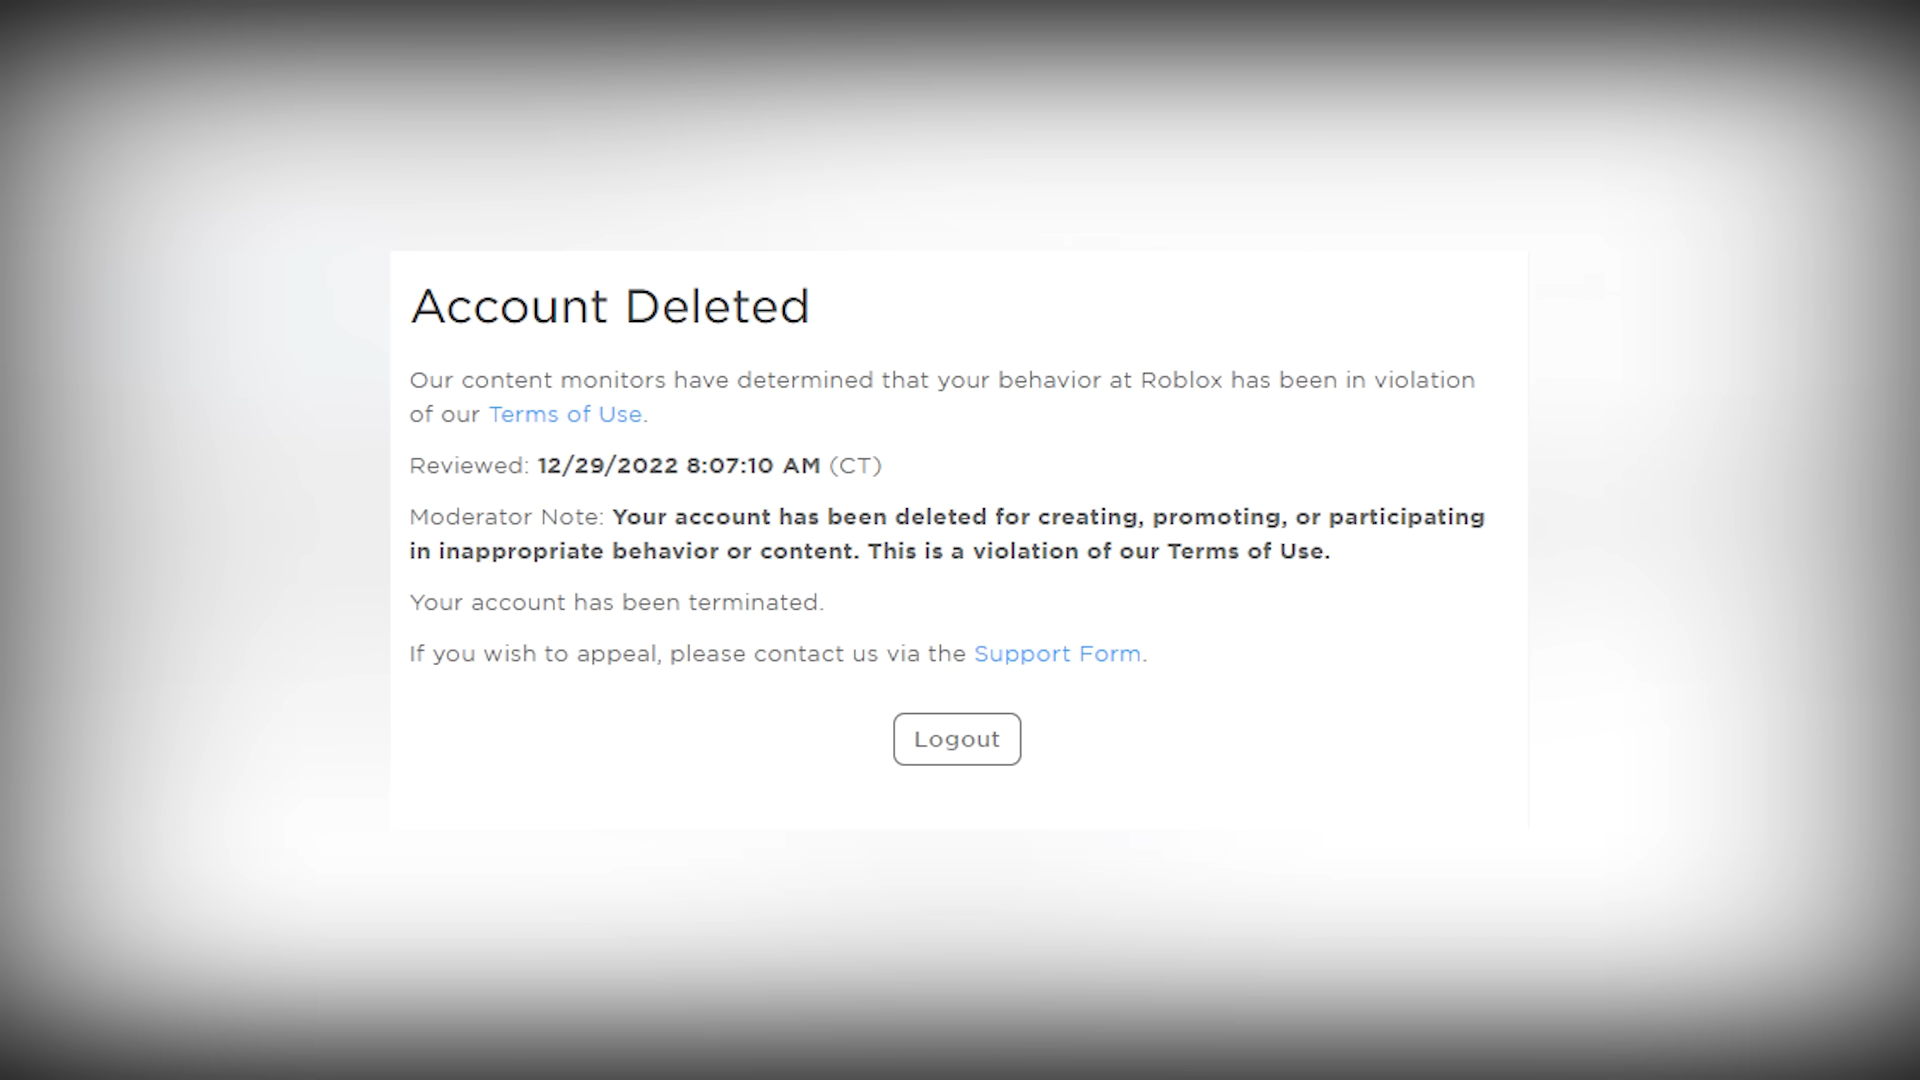 Account Deleted
Our content monitors have determined that your behavior at Roblox has been in violation
of our Terms of Use.
Reviewed: 12/29/2022 8:07:10 AM (CT)
Moderator Note: Your account has been deleted for creating, promoting, or participating
in inappropriate behavior or content. This is a violation of our Terms of Use.
Your account has been terminated.
If you wish to appeal, please contact us via the Support Form.
Logout